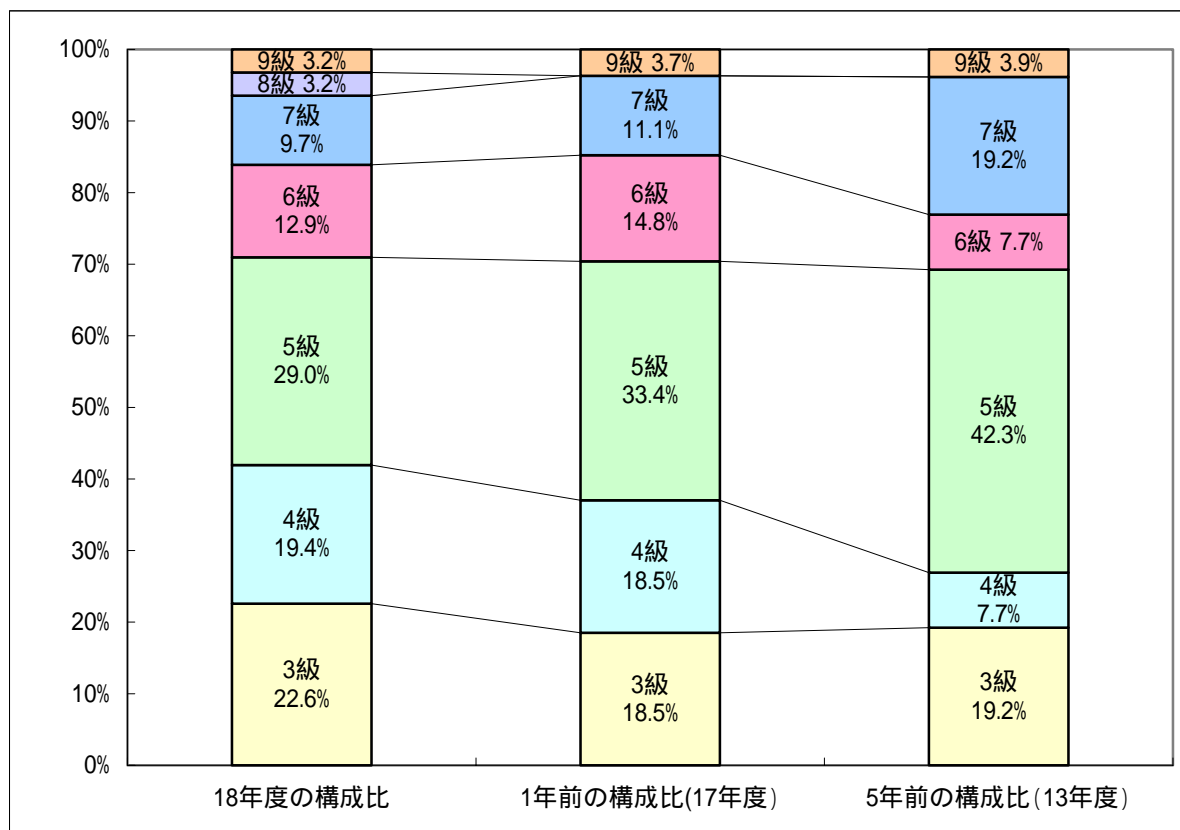 100%
90%
80%
70%
60%
50%
40%
30%
20%
10%
0%
9級 3.2%
8級 3.2%
7級
9.7%
6級
12.9%
5級
29.0%
4級
19.4%
3級
22.6%
9級 3.7%
7級
11.1%
6級
14.8%
5級
33.4%
4級
18.5%
3級
18.5%
9級 3.9%
7級
19.2%
6級 7.7%
5級
42.3%
4級
7.7%
3級
19.2%
18年度の構成比
1年前の構成比(17年度)
5年前の構成比(13年度)